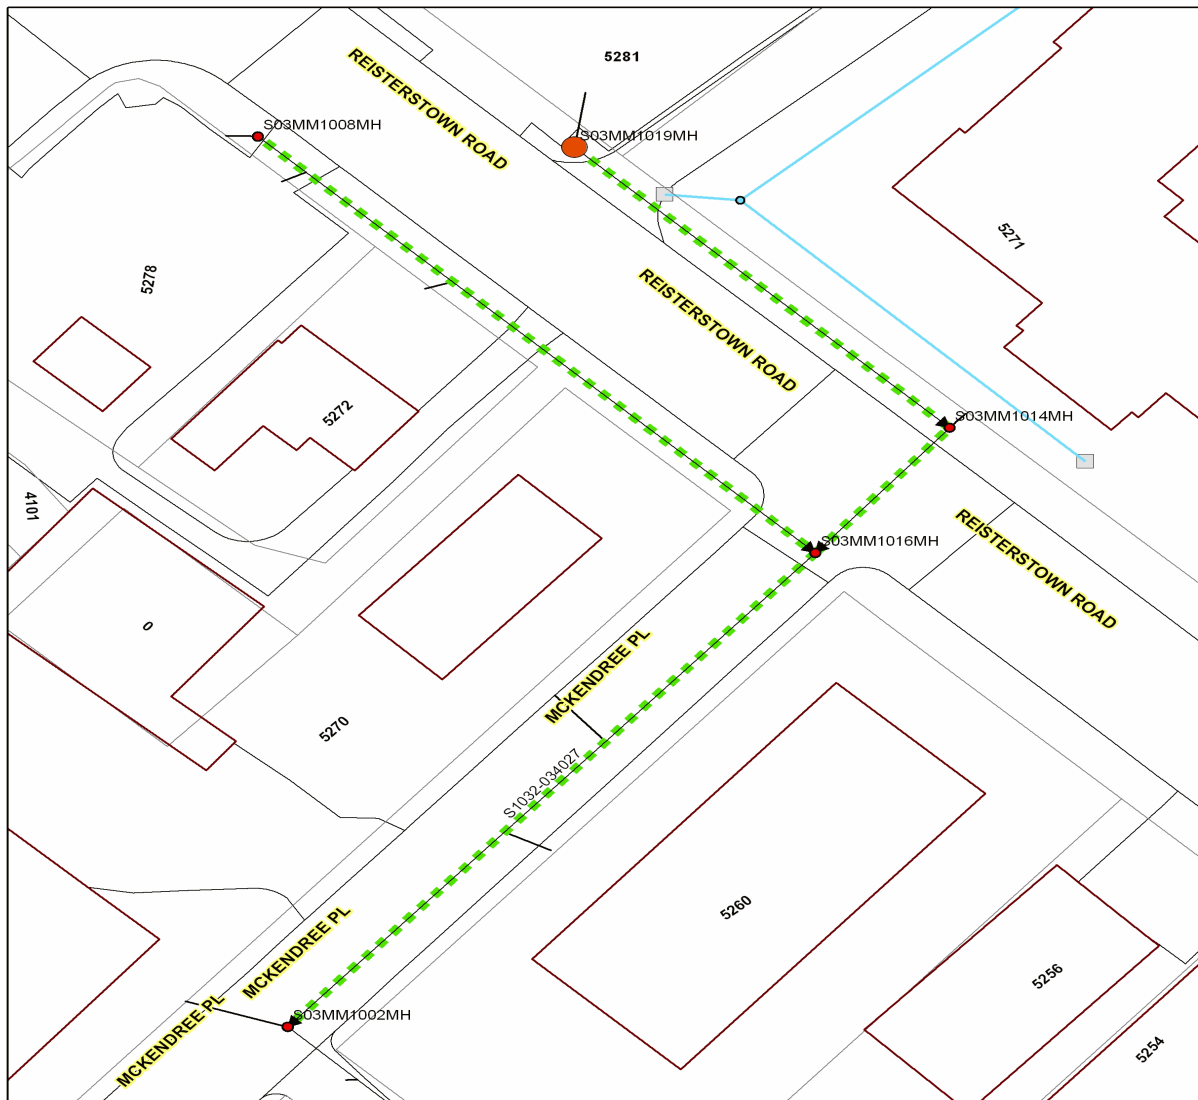 5281
REISTERSTOWN ROAD
S03MM1008MH
S03MM1019MH
5271
5278
REISTERSTOWN ROAD
5272
S03MM1014MH
4101
REISTERSTOWN ROAD
S03MM1016MH
0
MCKENDREE PL
5270
S1032-034027
5260
MCKENDREE PL
5256
S03MM1002MH
MCKENDREE PL
5254